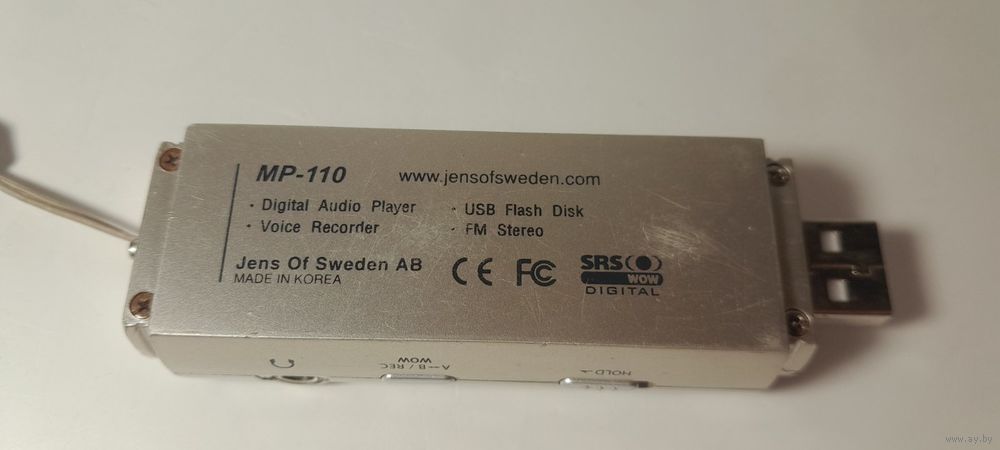 MP-110 www.jensofsweden.com
· Digital Audio Player · USB Flash Disk
· Voice Recorder · FM Stereo
Jens Of Sweden AB
MADE IN KOREA
CE FC SRS
WOW
DIGITAL
A↔B / REC
WOW
HOLD
www.ay.by